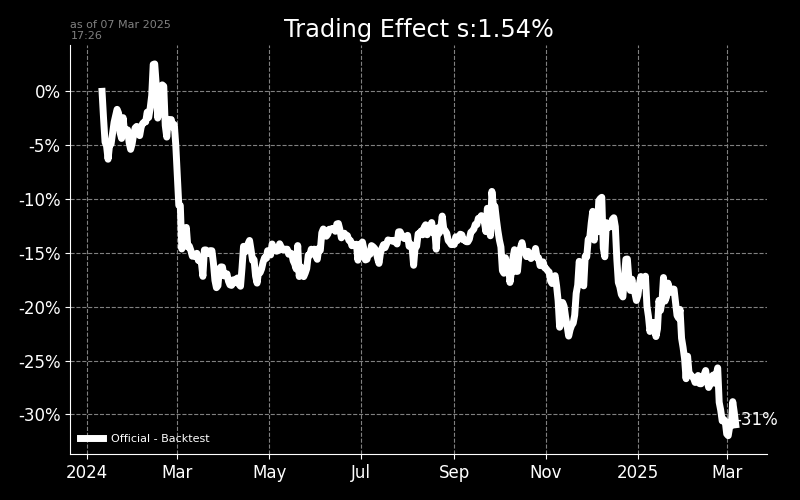 as of 07 Mar 2025
17:26
Trading Effect s:1.54%
0%
-5%
-10%
-15%
-20%
-25%
-30%
-31%
Official - Backtest
2024 Mar May Jul Sep Nov 2025 Mar